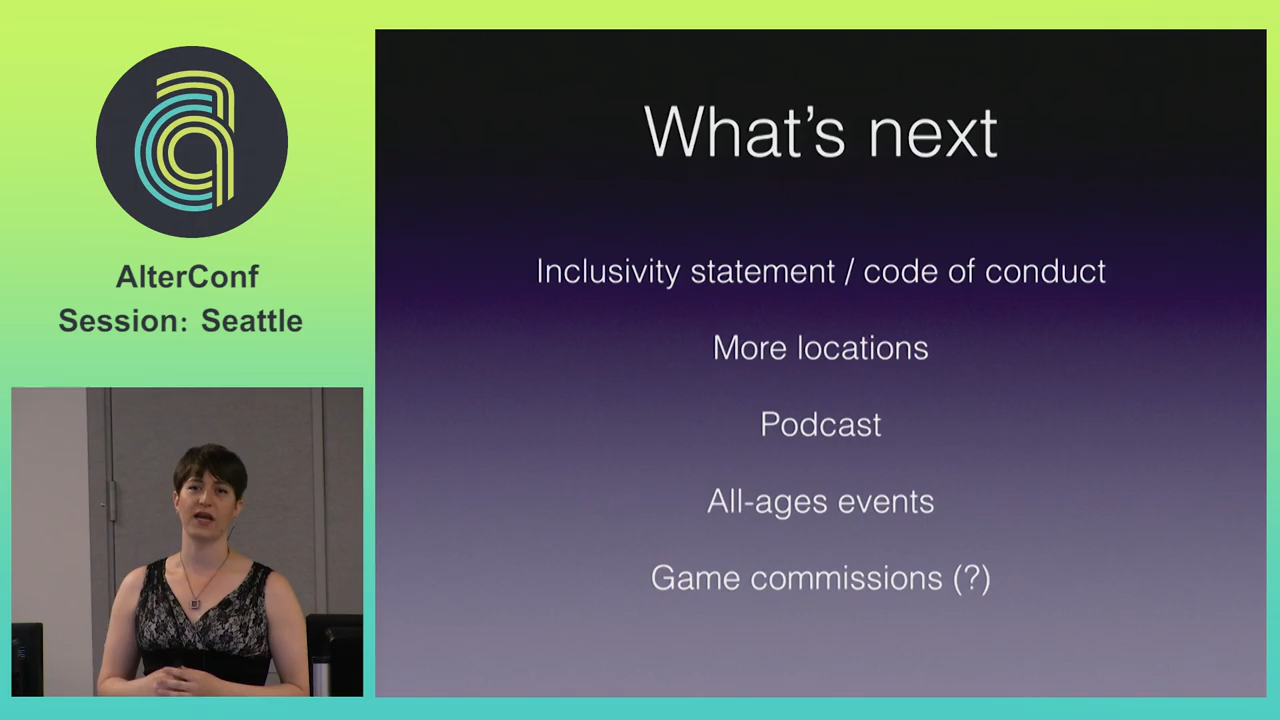 AlterConf
Session: Seattle
What's next
Inclusivity statement / code of conduct
More locations
Podcast
All-ages events
Game commissions (?)